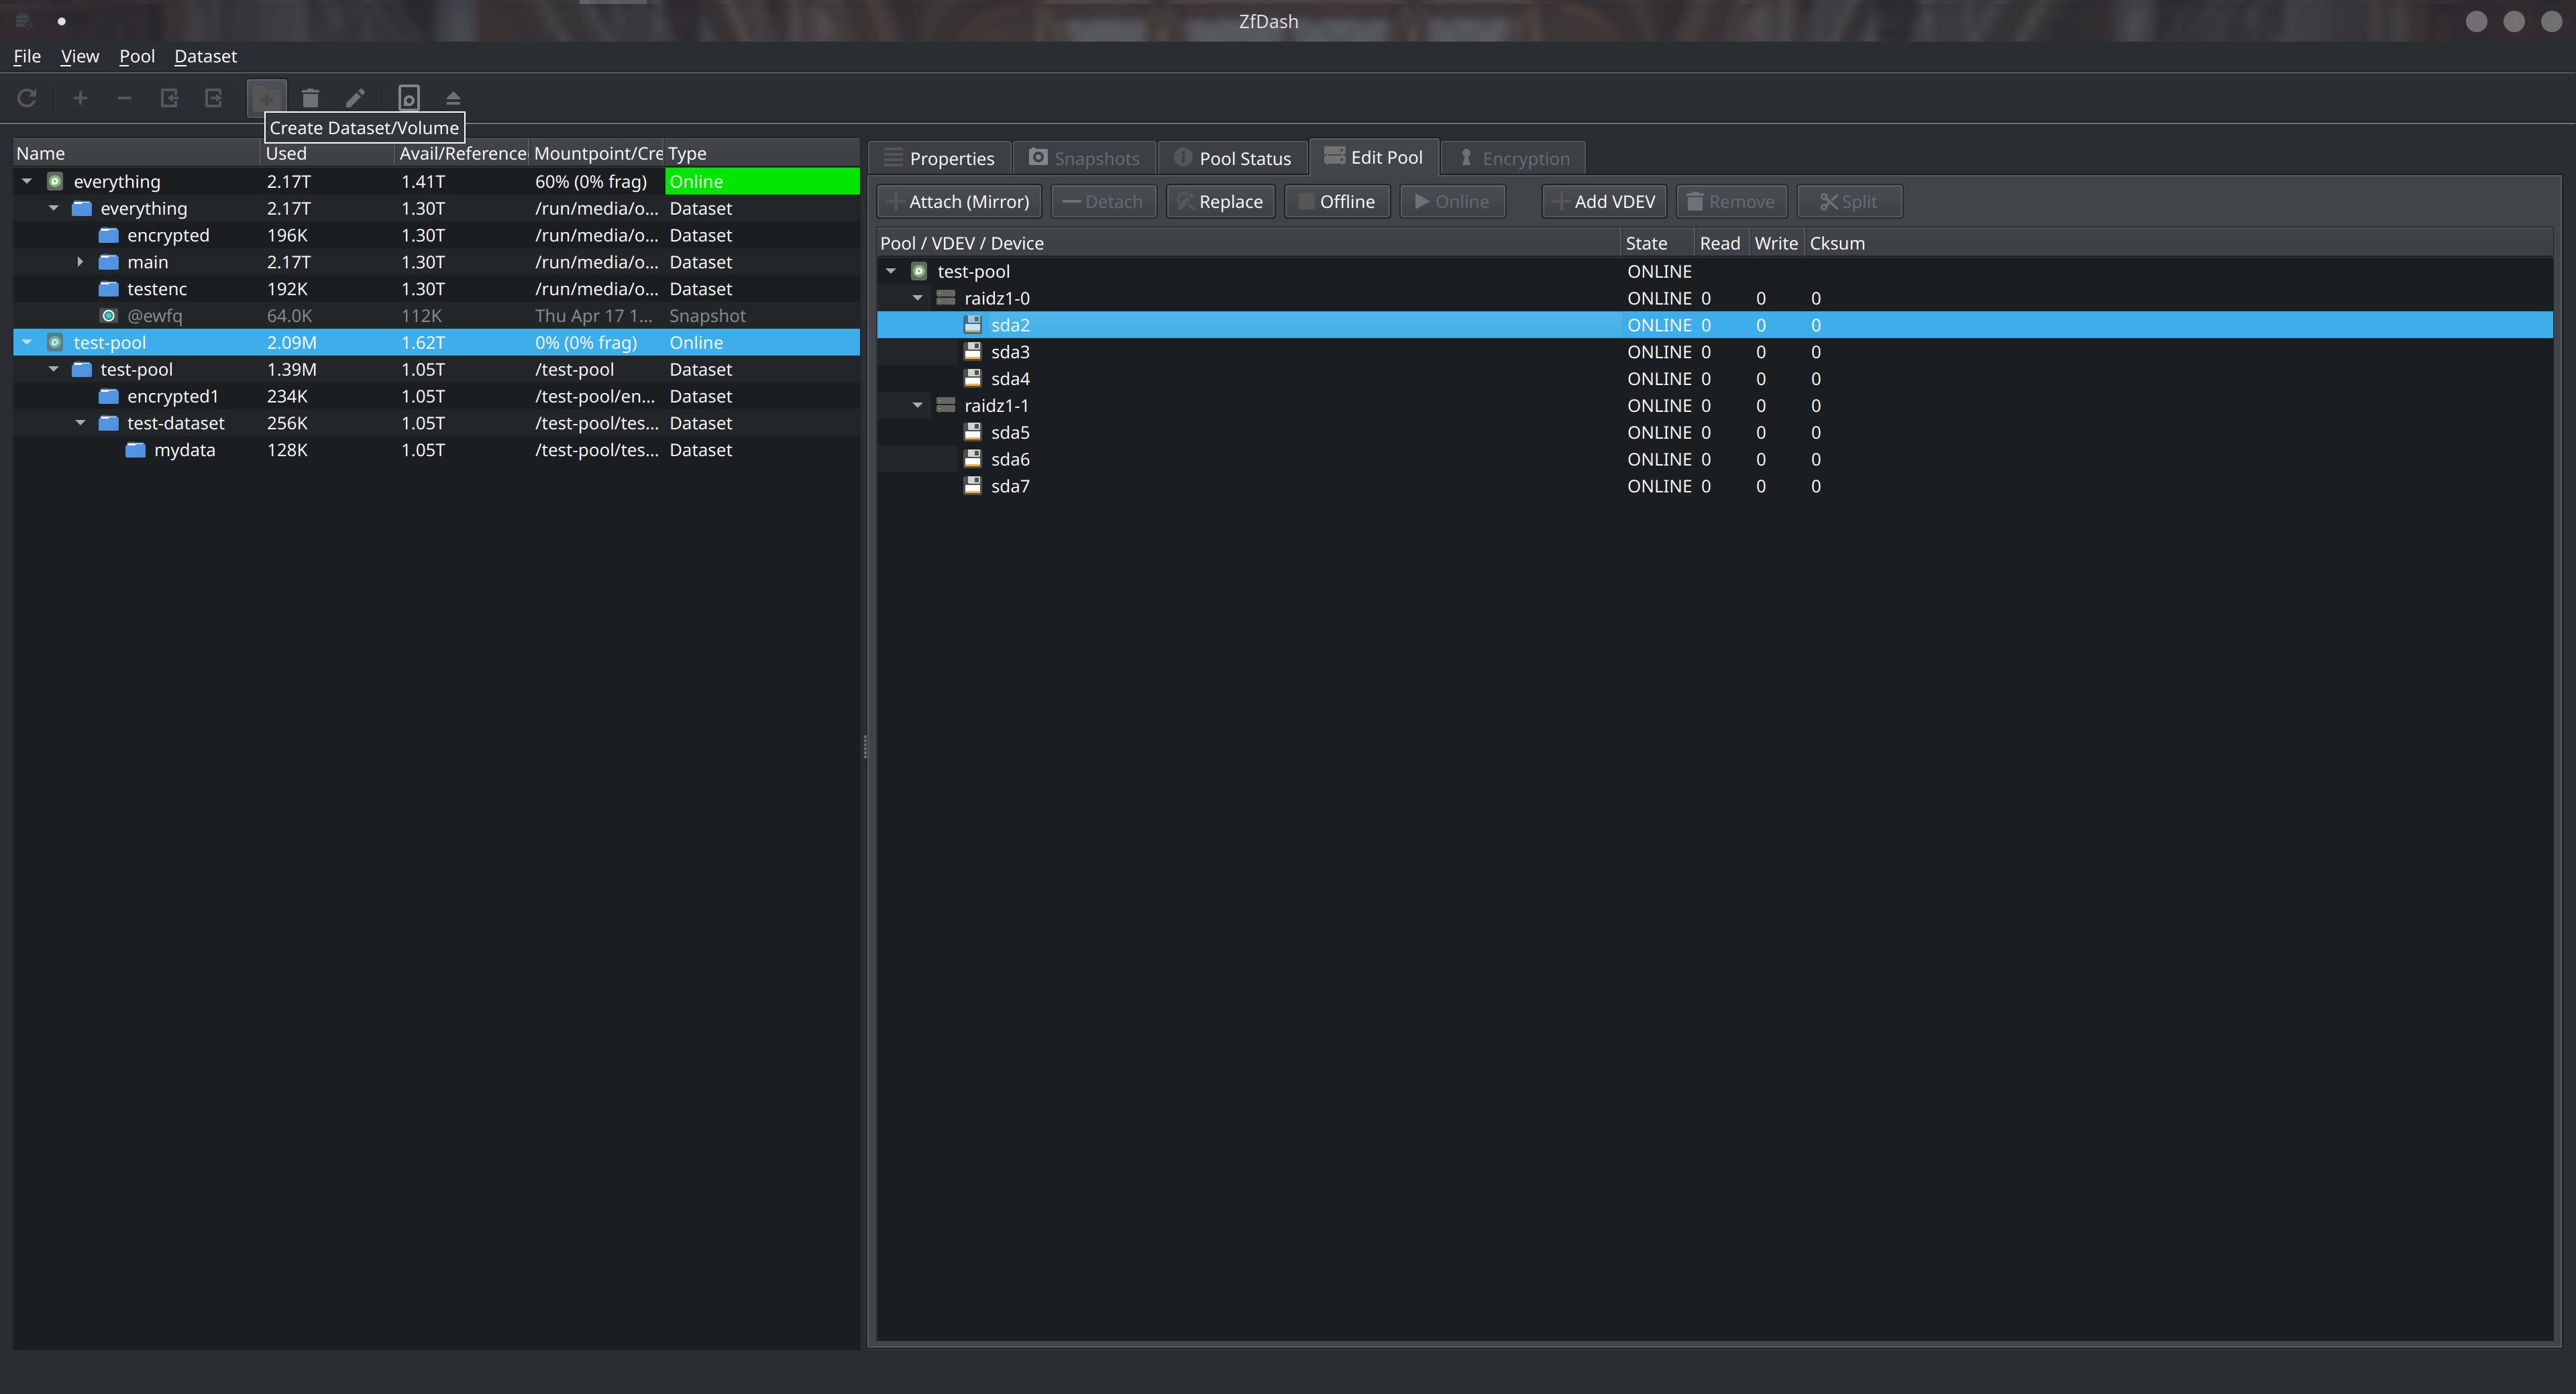 ZfDash
File View Pool Dataset
Create Dataset/Volume
Name Used Avail/Reference Mountpoint/Cre Type
everything 2.17T 1.41T 60% (0% frag) Online
everything 2.17T 1.30T /run/media/o... Dataset
encrypted 196K 1.30T /run/media/o... Dataset
main 2.17T 1.30T /run/media/o... Dataset
testenc 192K 1.30T /run/media/o... Dataset
@ewfq 64.0K 112K Thu Apr 17 1... Snapshot
test-pool 2.09M 1.62T 0% (0% frag) Online
test-pool 1.39M 1.05T /test-pool Dataset
encrypted1 234K 1.05T /test-pool/en... Dataset
test-dataset 256K 1.05T /test-pool/tes... Dataset
mydata 128K 1.05T /test-pool/tes... Dataset
Properties Snapshots Pool Status Edit Pool Encryption
Attach (Mirror) Detach Replace Offline Online Add VDEV Remove Split
Pool / VDEV / Device State Read Write Cksum
test-pool ONLINE
raidz1-0 ONLINE 0 0 0
sda2 ONLINE 0 0 0
sda3 ONLINE 0 0 0
sda4 ONLINE 0 0 0
raidz1-1 ONLINE 0 0 0
sda5 ONLINE 0 0 0
sda6 ONLINE 0 0 0
sda7 ONLINE 0 0 0